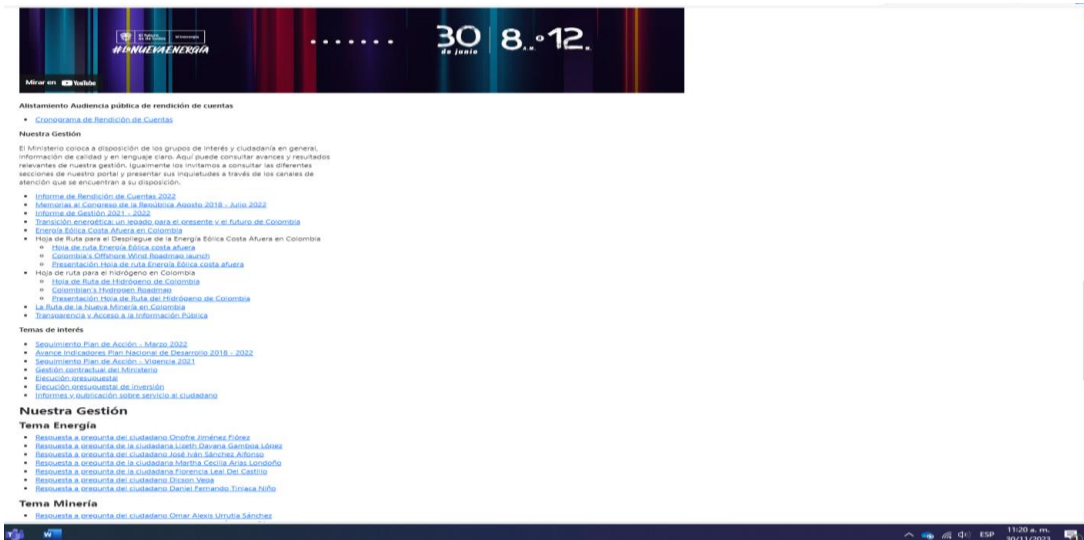 #LaNUEVAENERGÍA
30 de junio 8 12
Mirar en YouTube
Alistamiento Audiencia pública de rendición de cuentas
Cronograma de Rendición de Cuentas
Nuestra Gestión
El Ministerio coloca a disposición de los grupos de interés y ciudadanía en general,
información de calidad y en lenguaje claro. Aquí puede consultar avances y resultados
relevantes de nuestra gestión. Igualmente los invitamos a consultar las diferentes
secciones de nuestro portal y presentar sus inquietudes a través de los canales de
atención que se encuentran a su disposición.
Informe de Rendición de Cuentas 2022
Memorias al Congreso de la República Agosto 2018 - Julio 2022
Informe de Gestión 2021 - 2022
Transición energética: un legado para el presente y el futuro de Colombia
Energía Eólica Costa Afuera en Colombia
Hoja de Ruta para el Despliegue de la Energía Eólica Costa Afuera en Colombia
Hoja de ruta Energía Eólica costa afuera
Colombia's Offshore Wind Roadmap launch
Presentación Hoja de ruta Energía Eólica costa afuera
Hoja de ruta para el hidrógeno en Colombia
Hoja de Ruta de Hidrógeno de Colombia
Colombian's Hydrogen Roadmap
Presentación Hoja de Ruta del Hidrógeno de Colombia
La Ruta de la Nueva Minería en Colombia
Transparencia y Acceso a la Información Pública
Temas de interés
Seguimiento Plan de Acción - Marzo 2022
Avance Indicadores Plan Nacional de Desarrollo 2018 - 2022
Seguimiento Plan de Acción - Vigencia 2021
Gestión contractual del Ministerio
Ejecución presupuestal
Ejecución presupuestal de inversión
Informes y publicación sobre servicio al ciudadano
Nuestra Gestión
Tema Energía
Respuesta a pregunta del ciudadano Onofre Jiménez Flórez
Respuesta a pregunta de la ciudadana Lizeth Dayana Gamboa López
Respuesta a pregunta del ciudadano José Iván Sánchez Alfonso
Respuesta a pregunta de la ciudadana Martha Cecilia Arias Londoño
Respuesta a pregunta de la ciudadana Florencia Leal Del Castillo
Respuesta a pregunta del ciudadano Dicson Vega
Respuesta a pregunta del ciudadano Daniel Fernando Tirraca Niño
Tema Minería
Respuesta a pregunta del ciudadano Omar Alexis Urrutia Sánchez
ESP
11:20 a. m.
30/11/2023